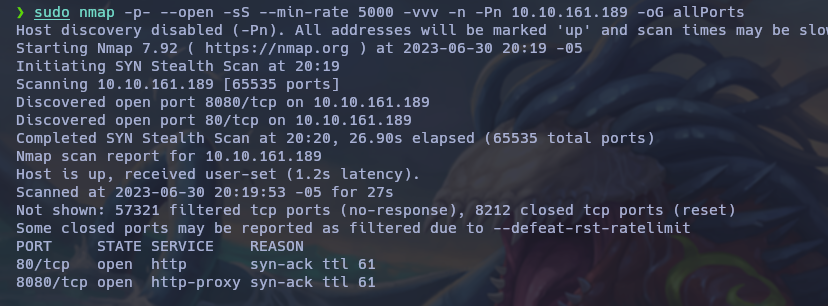 ❯ sudo nmap -p- --open -sS --min-rate 5000 -vvv -n -Pn 10.10.161.189 -oG allPorts
Host discovery disabled (-Pn). All addresses will be marked 'up' and scan times may be
Starting Nmap 7.92 ( https://nmap.org ) at 2023-06-30 20:19 -05
Initiating SYN Stealth Scan at 20:19
Scanning 10.10.161.189 [65535 ports]
Discovered open port 8080/tcp on 10.10.161.189
Discovered open port 80/tcp on 10.10.161.189
Completed SYN Stealth Scan at 20:20, 26.90s elapsed (65535 total ports)
Nmap scan report for 10.10.161.189
Host is up, received user-set (1.2s latency).
Scanned at 2023-06-30 20:19:53 -05 for 27s
Not shown: 57321 filtered tcp ports (no-response), 8212 closed tcp ports (reset)
Some closed ports may be reported as filtered due to --defeat-rst-ratelimit
PORT     STATE SERVICE    REASON
80/tcp   open  http       syn-ack ttl 61
8080/tcp open  http-proxy syn-ack ttl 61